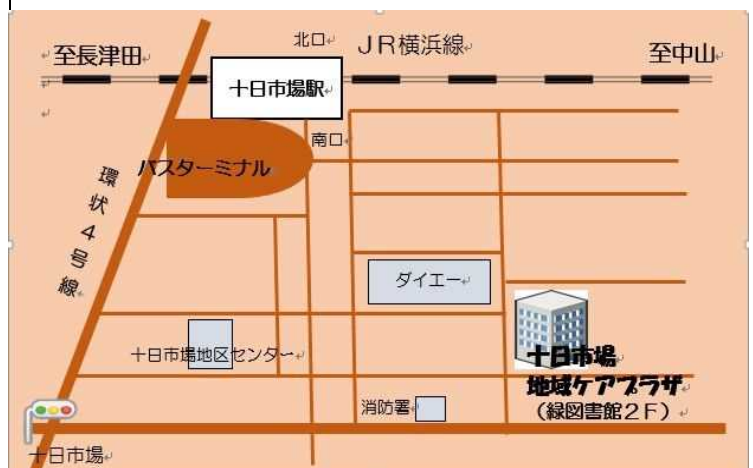 北口
ＪＲ横浜線
至長津田
至中山
十日市場駅
南口
バスターミナル
環状４号線
ダイエー
十日市場地区センター
十日市場
地域ケアプラザ
（緑図書館２Ｆ）
消防署
十日市場